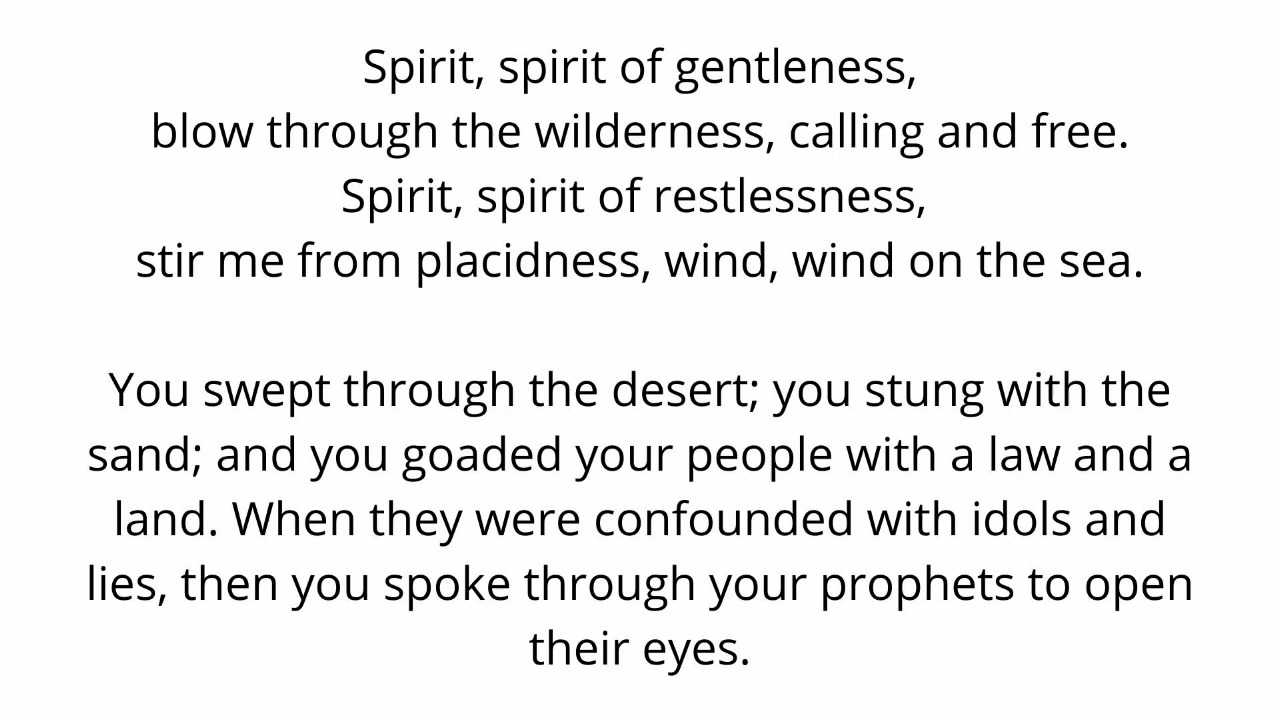 Spirit, spirit of gentleness,
blow through the wilderness, calling and free.
Spirit, spirit of restlessness,
stir me from placidness, wind, wind on the sea.
You swept through the desert; you stung with the
sand; and you goaded your people with a law and a
land. When they were confounded with idols and
lies, then you spoke through your prophets to open
their eyes.